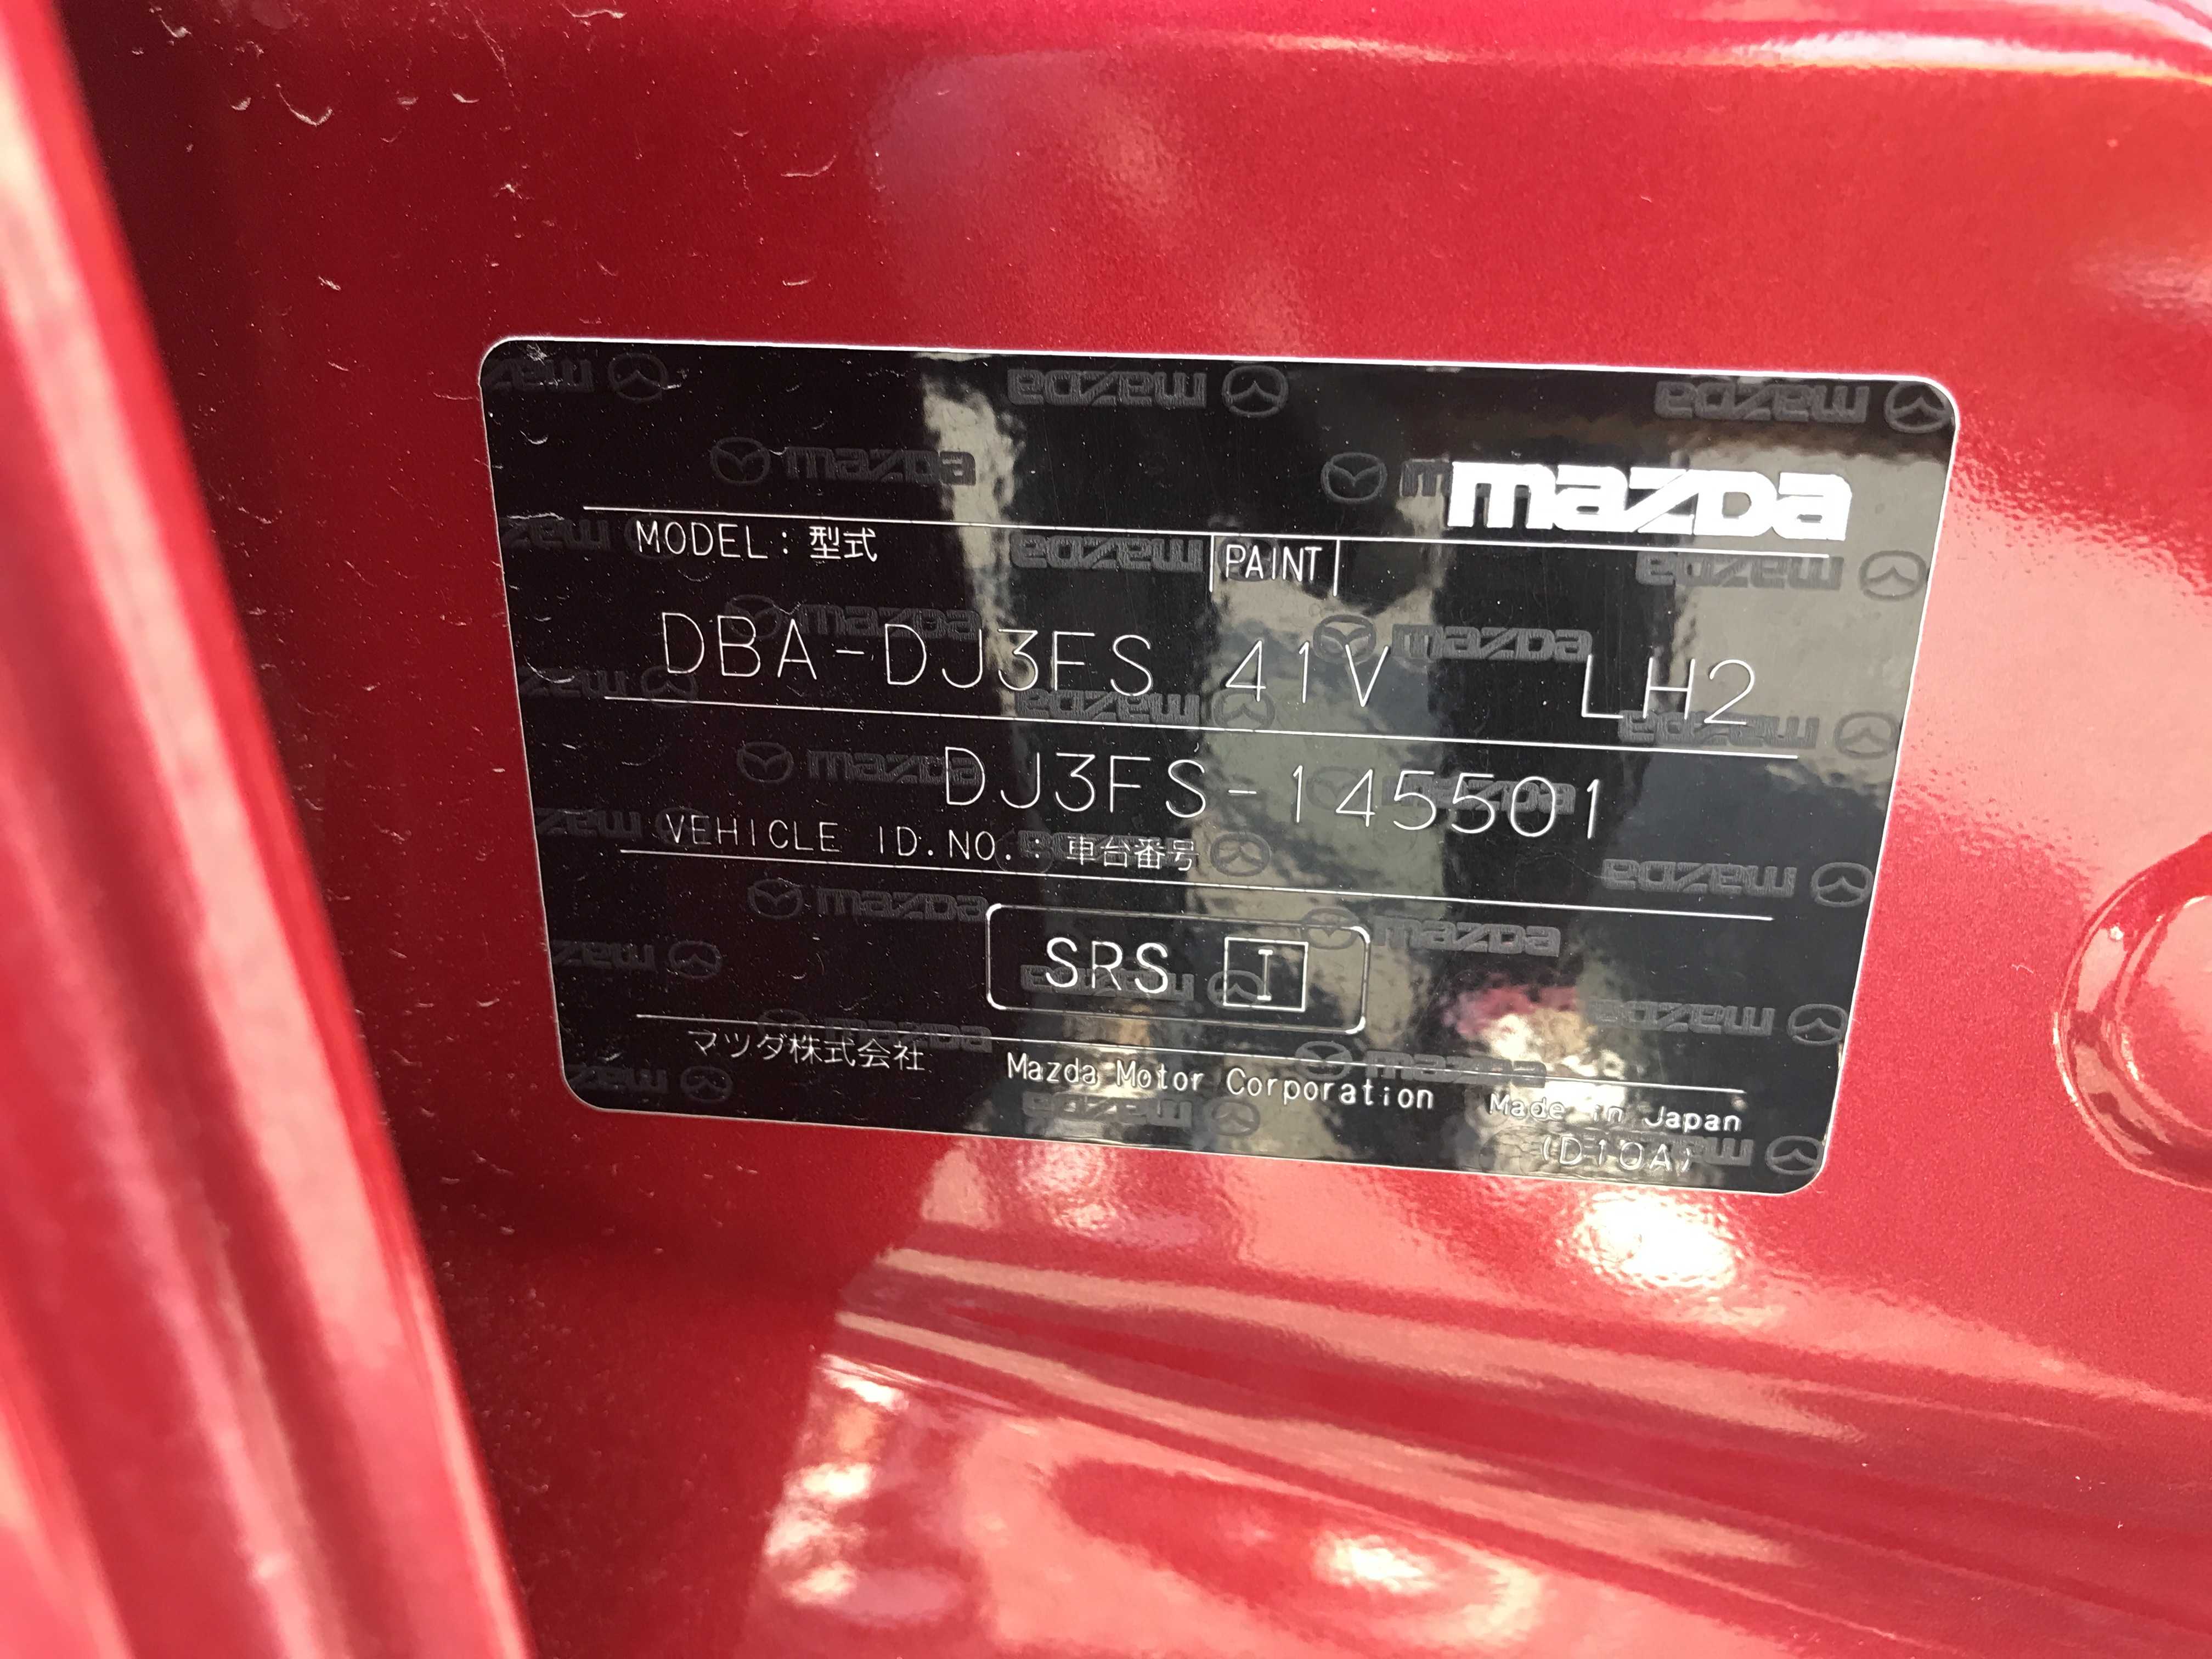 mazda
MODEL：型式 PAINT
DBA-DJ3FS 41V LH2
DJ3FS-145501
VEHICLE ID.NO.：車台番号
SRS I
マツダ株式会社 Mazda Motor Corporation Made in Japan
(D10A)